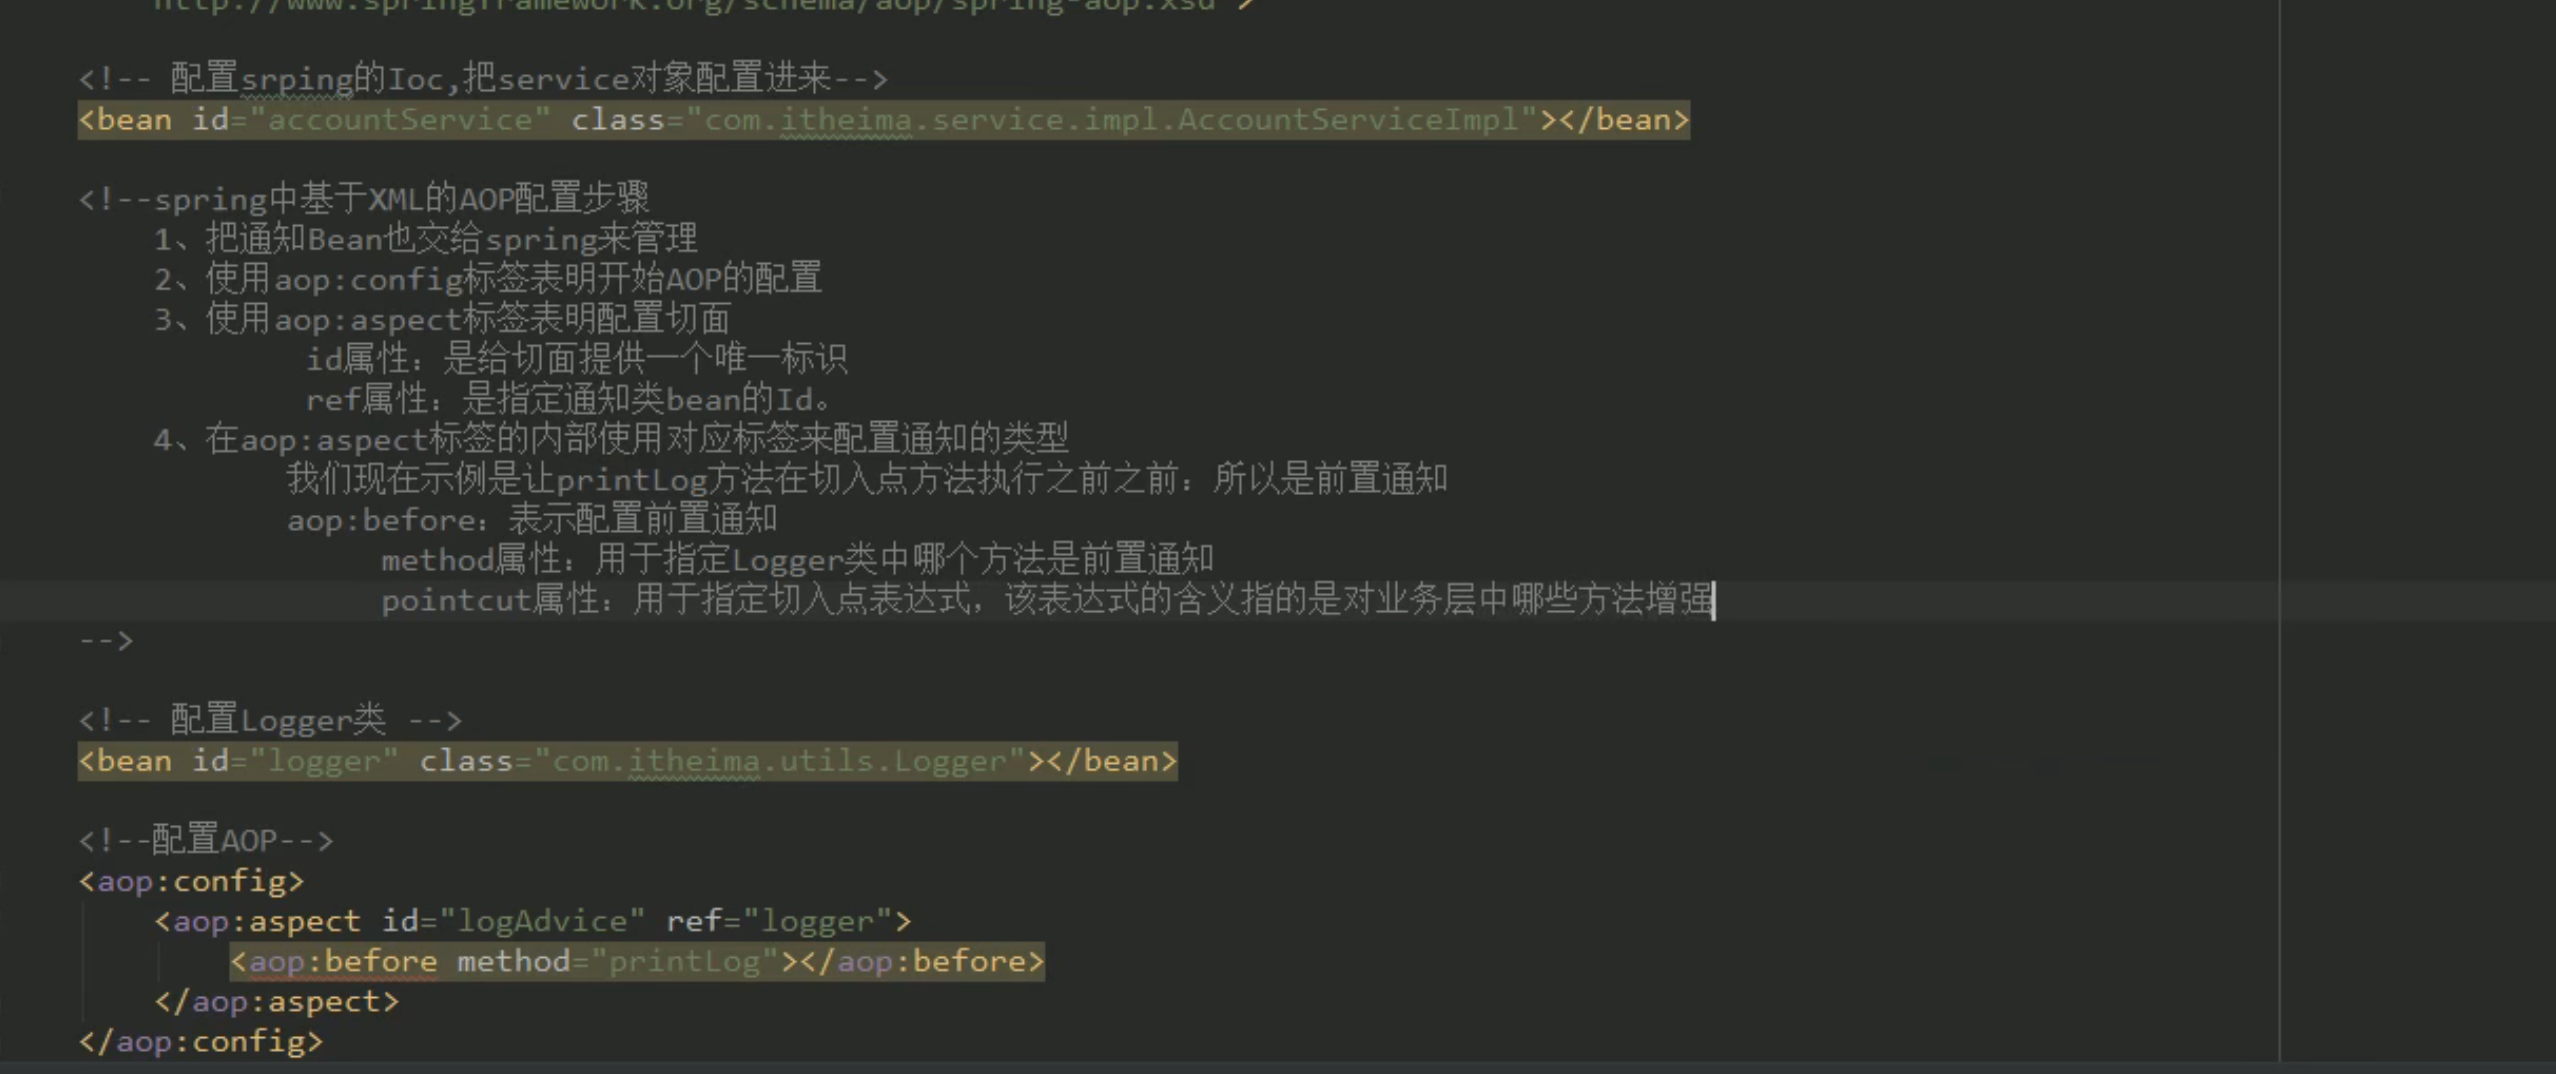 http://www.springframework.org/schema/aop/spring-aop.xsd">
<!-- 配置srping的Ioc,把service对象配置进来-->
<bean id="accountService" class="com.itheima.service.impl.AccountServiceImpl"></bean>
<!--spring中基于XML的AOP配置步骤
1、把通知Bean也交给spring来管理
2、使用aop:config标签表明开始AOP的配置
3、使用aop:aspect标签表明配置切面
id属性：是给切面提供一个唯一标识
ref属性：是指定通知类bean的Id。
4、在aop:aspect标签的内部使用对应标签来配置通知的类型
我们现在示例是让printLog方法在切入点方法执行之前之前：所以是前置通知
aop:before：表示配置前置通知
method属性：用于指定Logger类中哪个方法是前置通知
pointcut属性：用于指定切入点表达式，该表达式的含义指的是对业务层中哪些方法增强
-->
<!-- 配置Logger类 -->
<bean id="logger" class="com.itheima.utils.Logger"></bean>
<!--配置AOP-->
<aop:config>
<aop:aspect id="logAdvice" ref="logger">
<aop:before method="printLog"></aop:before>
</aop:aspect>
</aop:config>